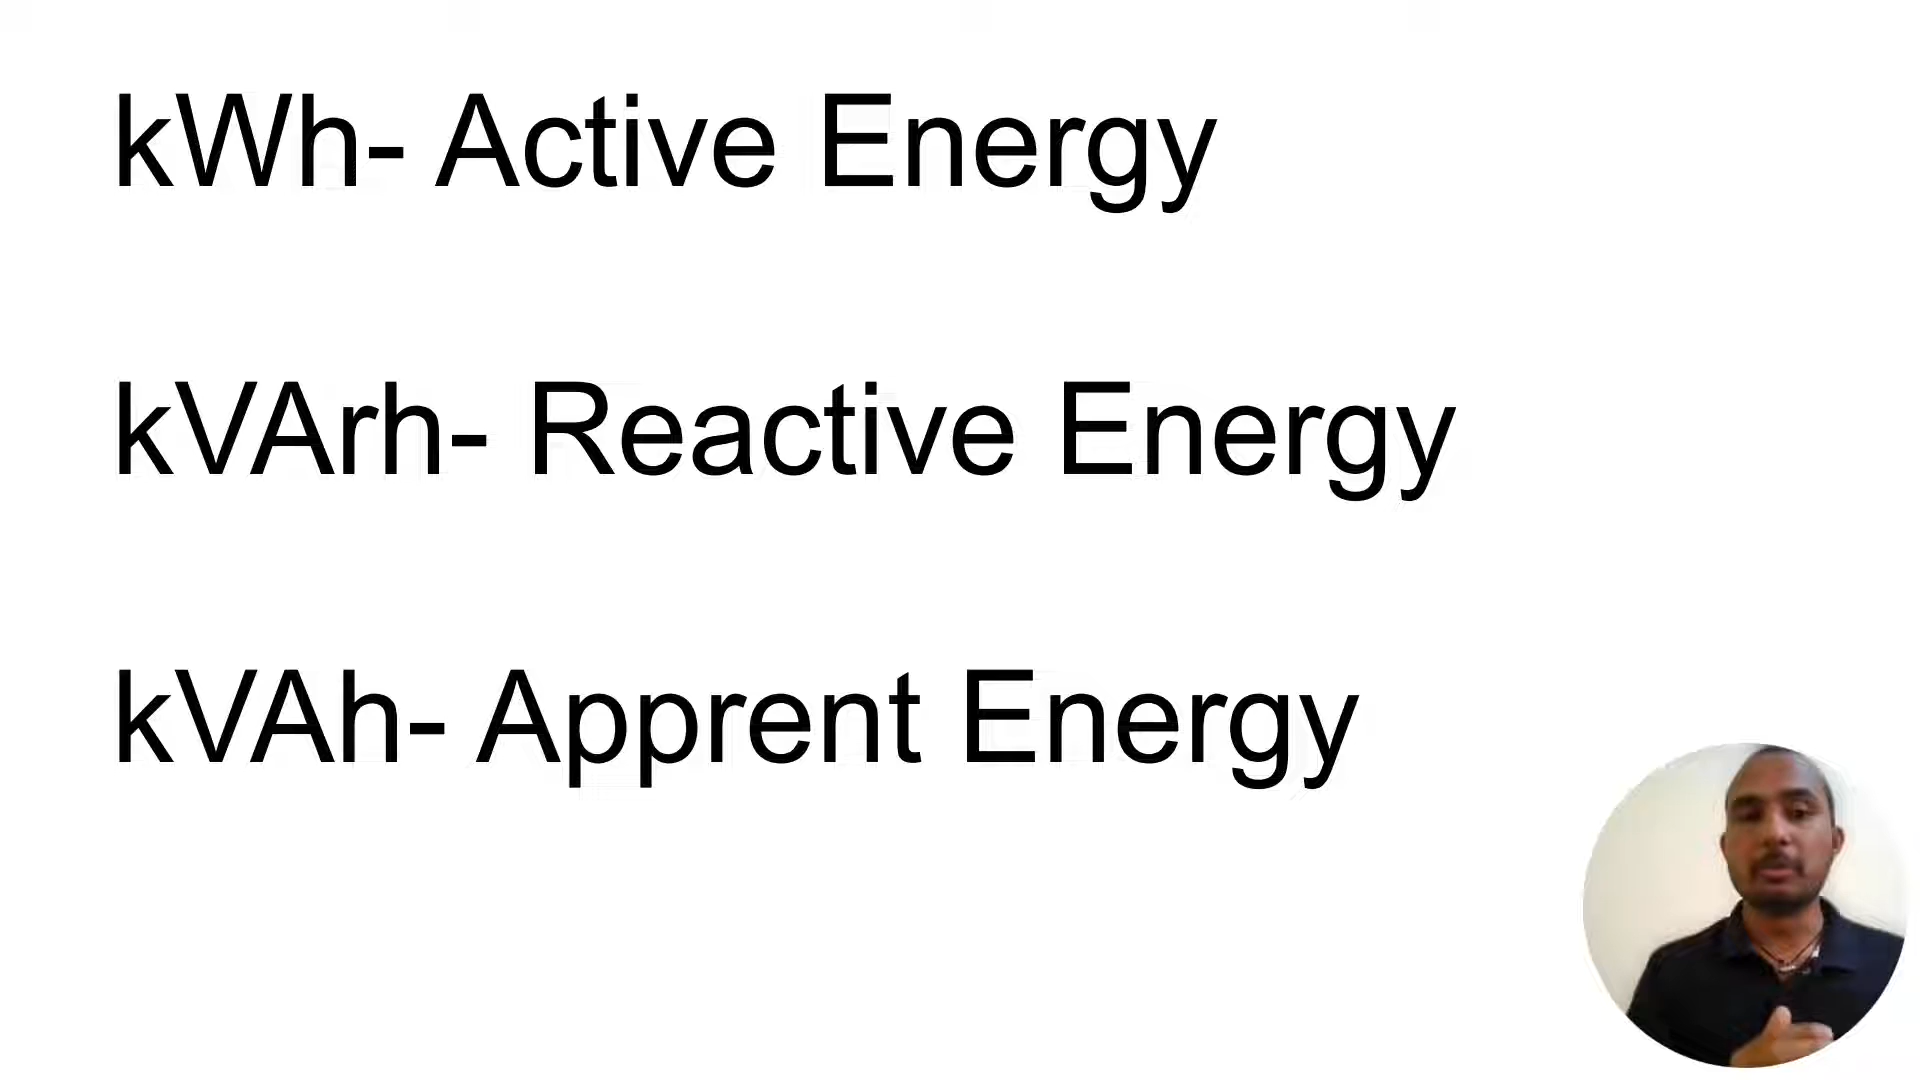 kWh- Active Energy
kVArh- Reactive Energy
kVAh- Apprent Energy